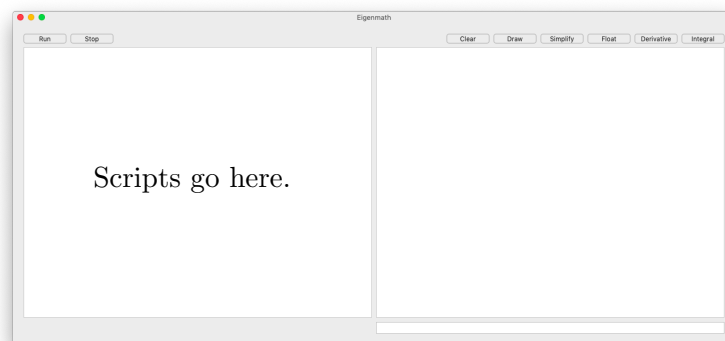 Eigenmath
Run Stop Clear Draw Simplify Float Derivative Integral
Scripts go here.